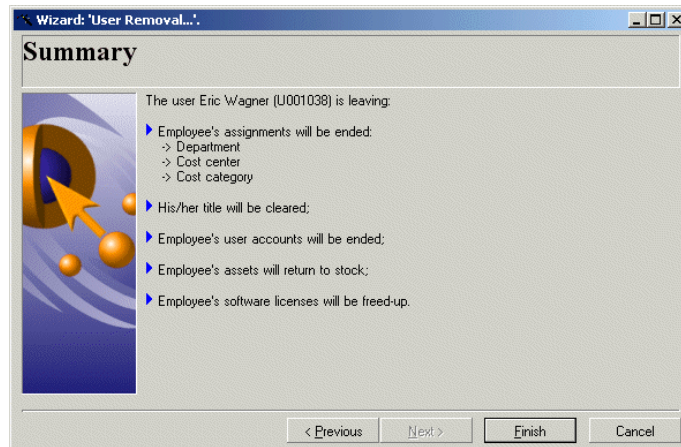 Wizard: 'User Removal...'.
Summary
The user Eric Wagner (U001038) is leaving:
Employee's assignments will be ended:
-> Department
-> Cost center
-> Cost category
His/her title will be cleared;
Employee's user accounts will be ended;
Employee's assets will return to stock;
Employee's software licenses will be freed-up.
< Previous Next > Finish Cancel